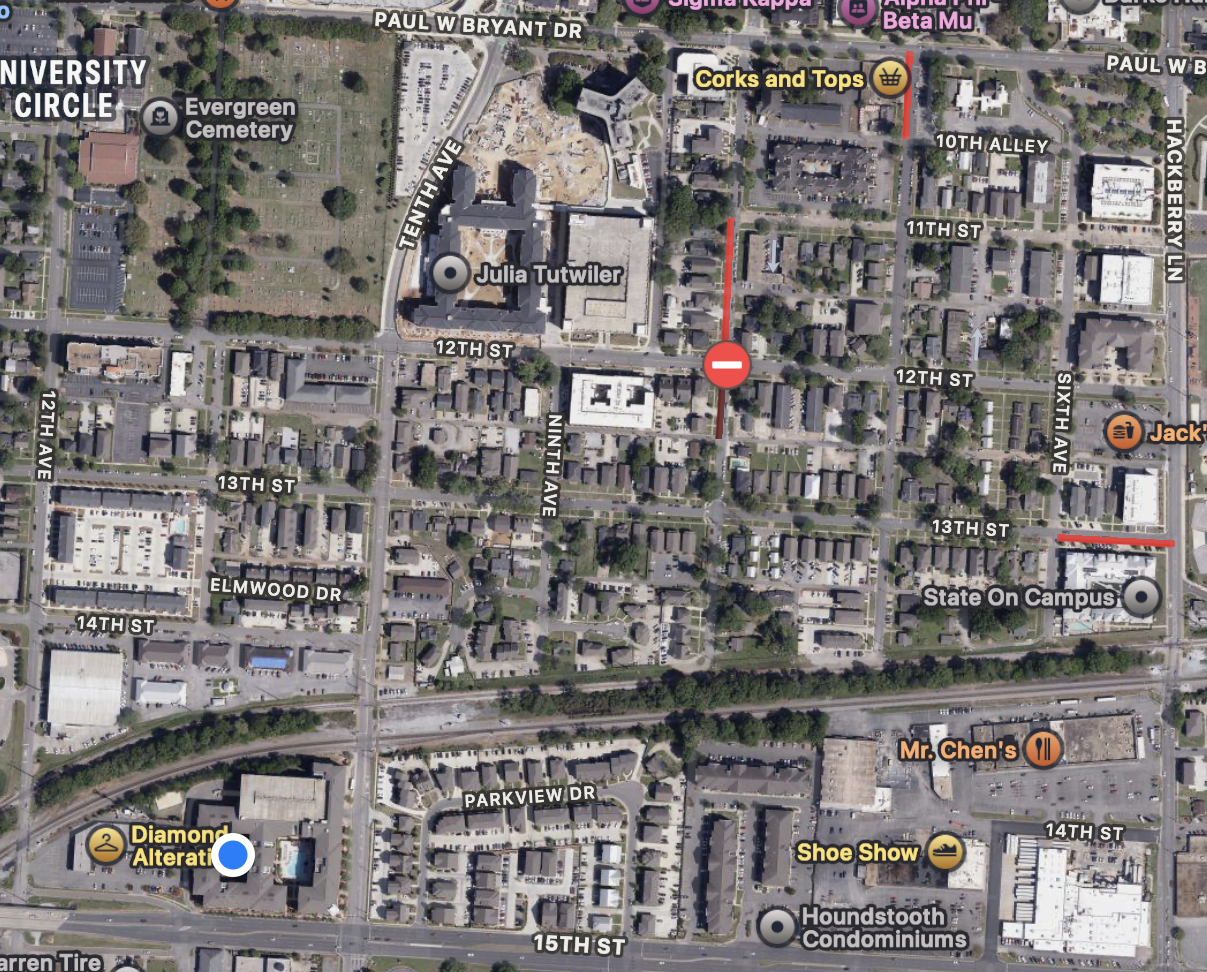 Sigma Kappa
Alpha Phi
Beta Mu
PAUL W BRYANT DR
PAUL W B
NIVERSITY
CIRCLE
Corks and Tops
Evergreen
Cemetery
10TH ALLEY
HACKBERRY LN
TENTH AVE
11TH ST
Julia Tutwiler
12TH ST
12TH ST
12TH AVE
SIXTH AVE
NINTH AVE
Jack'
13TH ST
13TH ST
ELMWOOD DR
State On Campus
14TH ST
Mr. Chen's
PARKVIEW DR
14TH ST
Diamond
Alterati
Shoe Show
Houndstooth
Condominiums
15TH ST
arren Tire